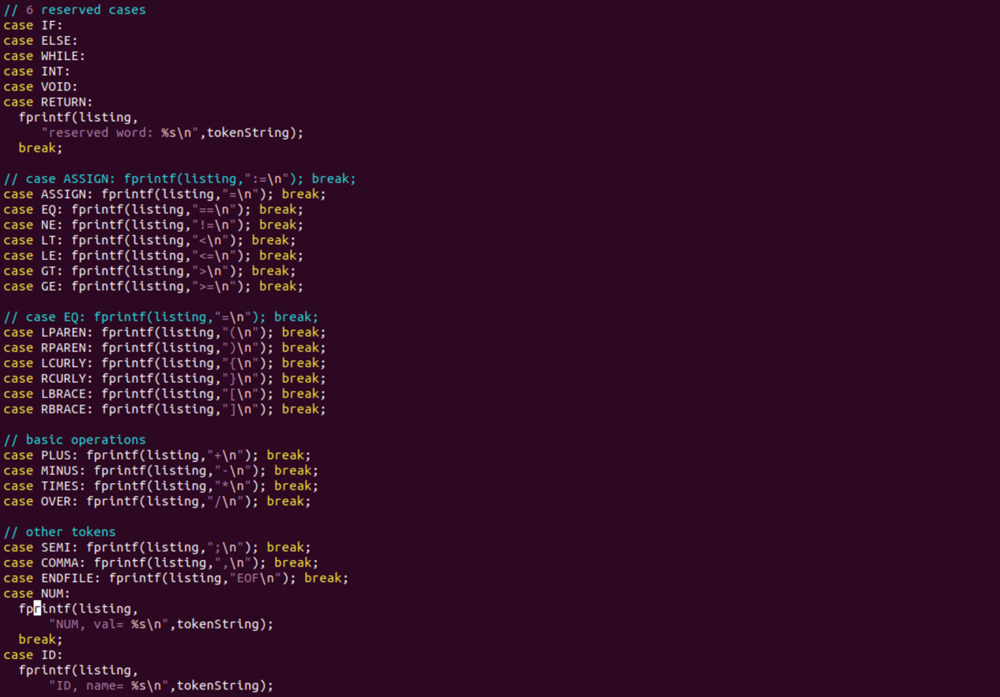 // 6 reserved cases
case IF:
case ELSE:
case WHILE:
case INT:
case VOID:
case RETURN:
  fprintf(listing,
     "reserved word: %s\n",tokenString);
  break;

// case ASSIGN: fprintf(listing,":=\n"); break;
case ASSIGN: fprintf(listing,"=\n"); break;
case EQ: fprintf(listing,"==\n"); break;
case NE: fprintf(listing,"!=\n"); break;
case LT: fprintf(listing,"<\n"); break;
case LE: fprintf(listing,"<=\n"); break;
case GT: fprintf(listing,">\n"); break;
case GE: fprintf(listing,">=\n"); break;

// case EQ: fprintf(listing,"=\n"); break;
case LPAREN: fprintf(listing,"(\n"); break;
case RPAREN: fprintf(listing,")\n"); break;
case LCURLY: fprintf(listing,"{\n"); break;
case RCURLY: fprintf(listing,"}\n"); break;
case LBRACE: fprintf(listing,"[\n"); break;
case RBRACE: fprintf(listing,"]\n"); break;

// basic operations
case PLUS: fprintf(listing,"+\n"); break;
case MINUS: fprintf(listing,"-\n"); break;
case TIMES: fprintf(listing,"*\n"); break;
case OVER: fprintf(listing,"/\n"); break;

// other tokens
case SEMI: fprintf(listing,";\n"); break;
case COMMA: fprintf(listing,",\n"); break;
case ENDFILE: fprintf(listing,"EOF\n"); break;
case NUM:
  fprintf(listing,
      "NUM, val= %s\n",tokenString);
  break;
case ID:
  fprintf(listing,
      "ID, name= %s\n",tokenString);